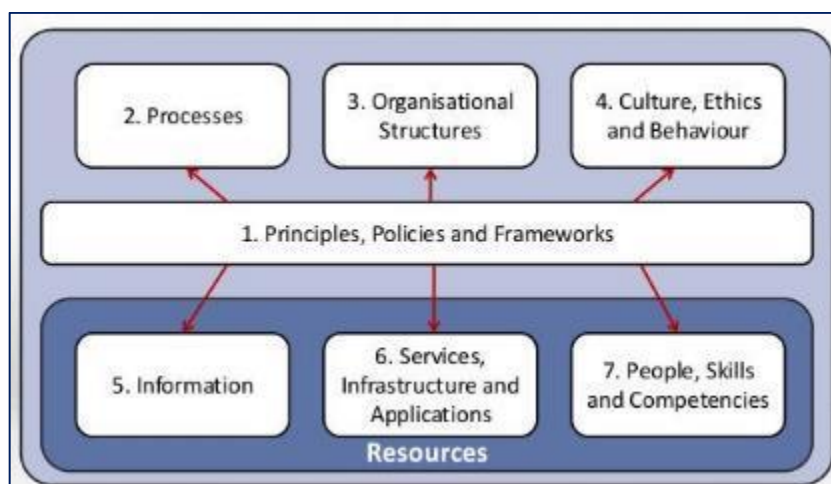 2. Processes
3. Organisational
Structures
4. Culture, Ethics
and Behaviour
1. Principles, Policies and Frameworks
5. Information
6. Services,
Infrastructure and
Applications
7. People, Skills
and Competencies
Resources